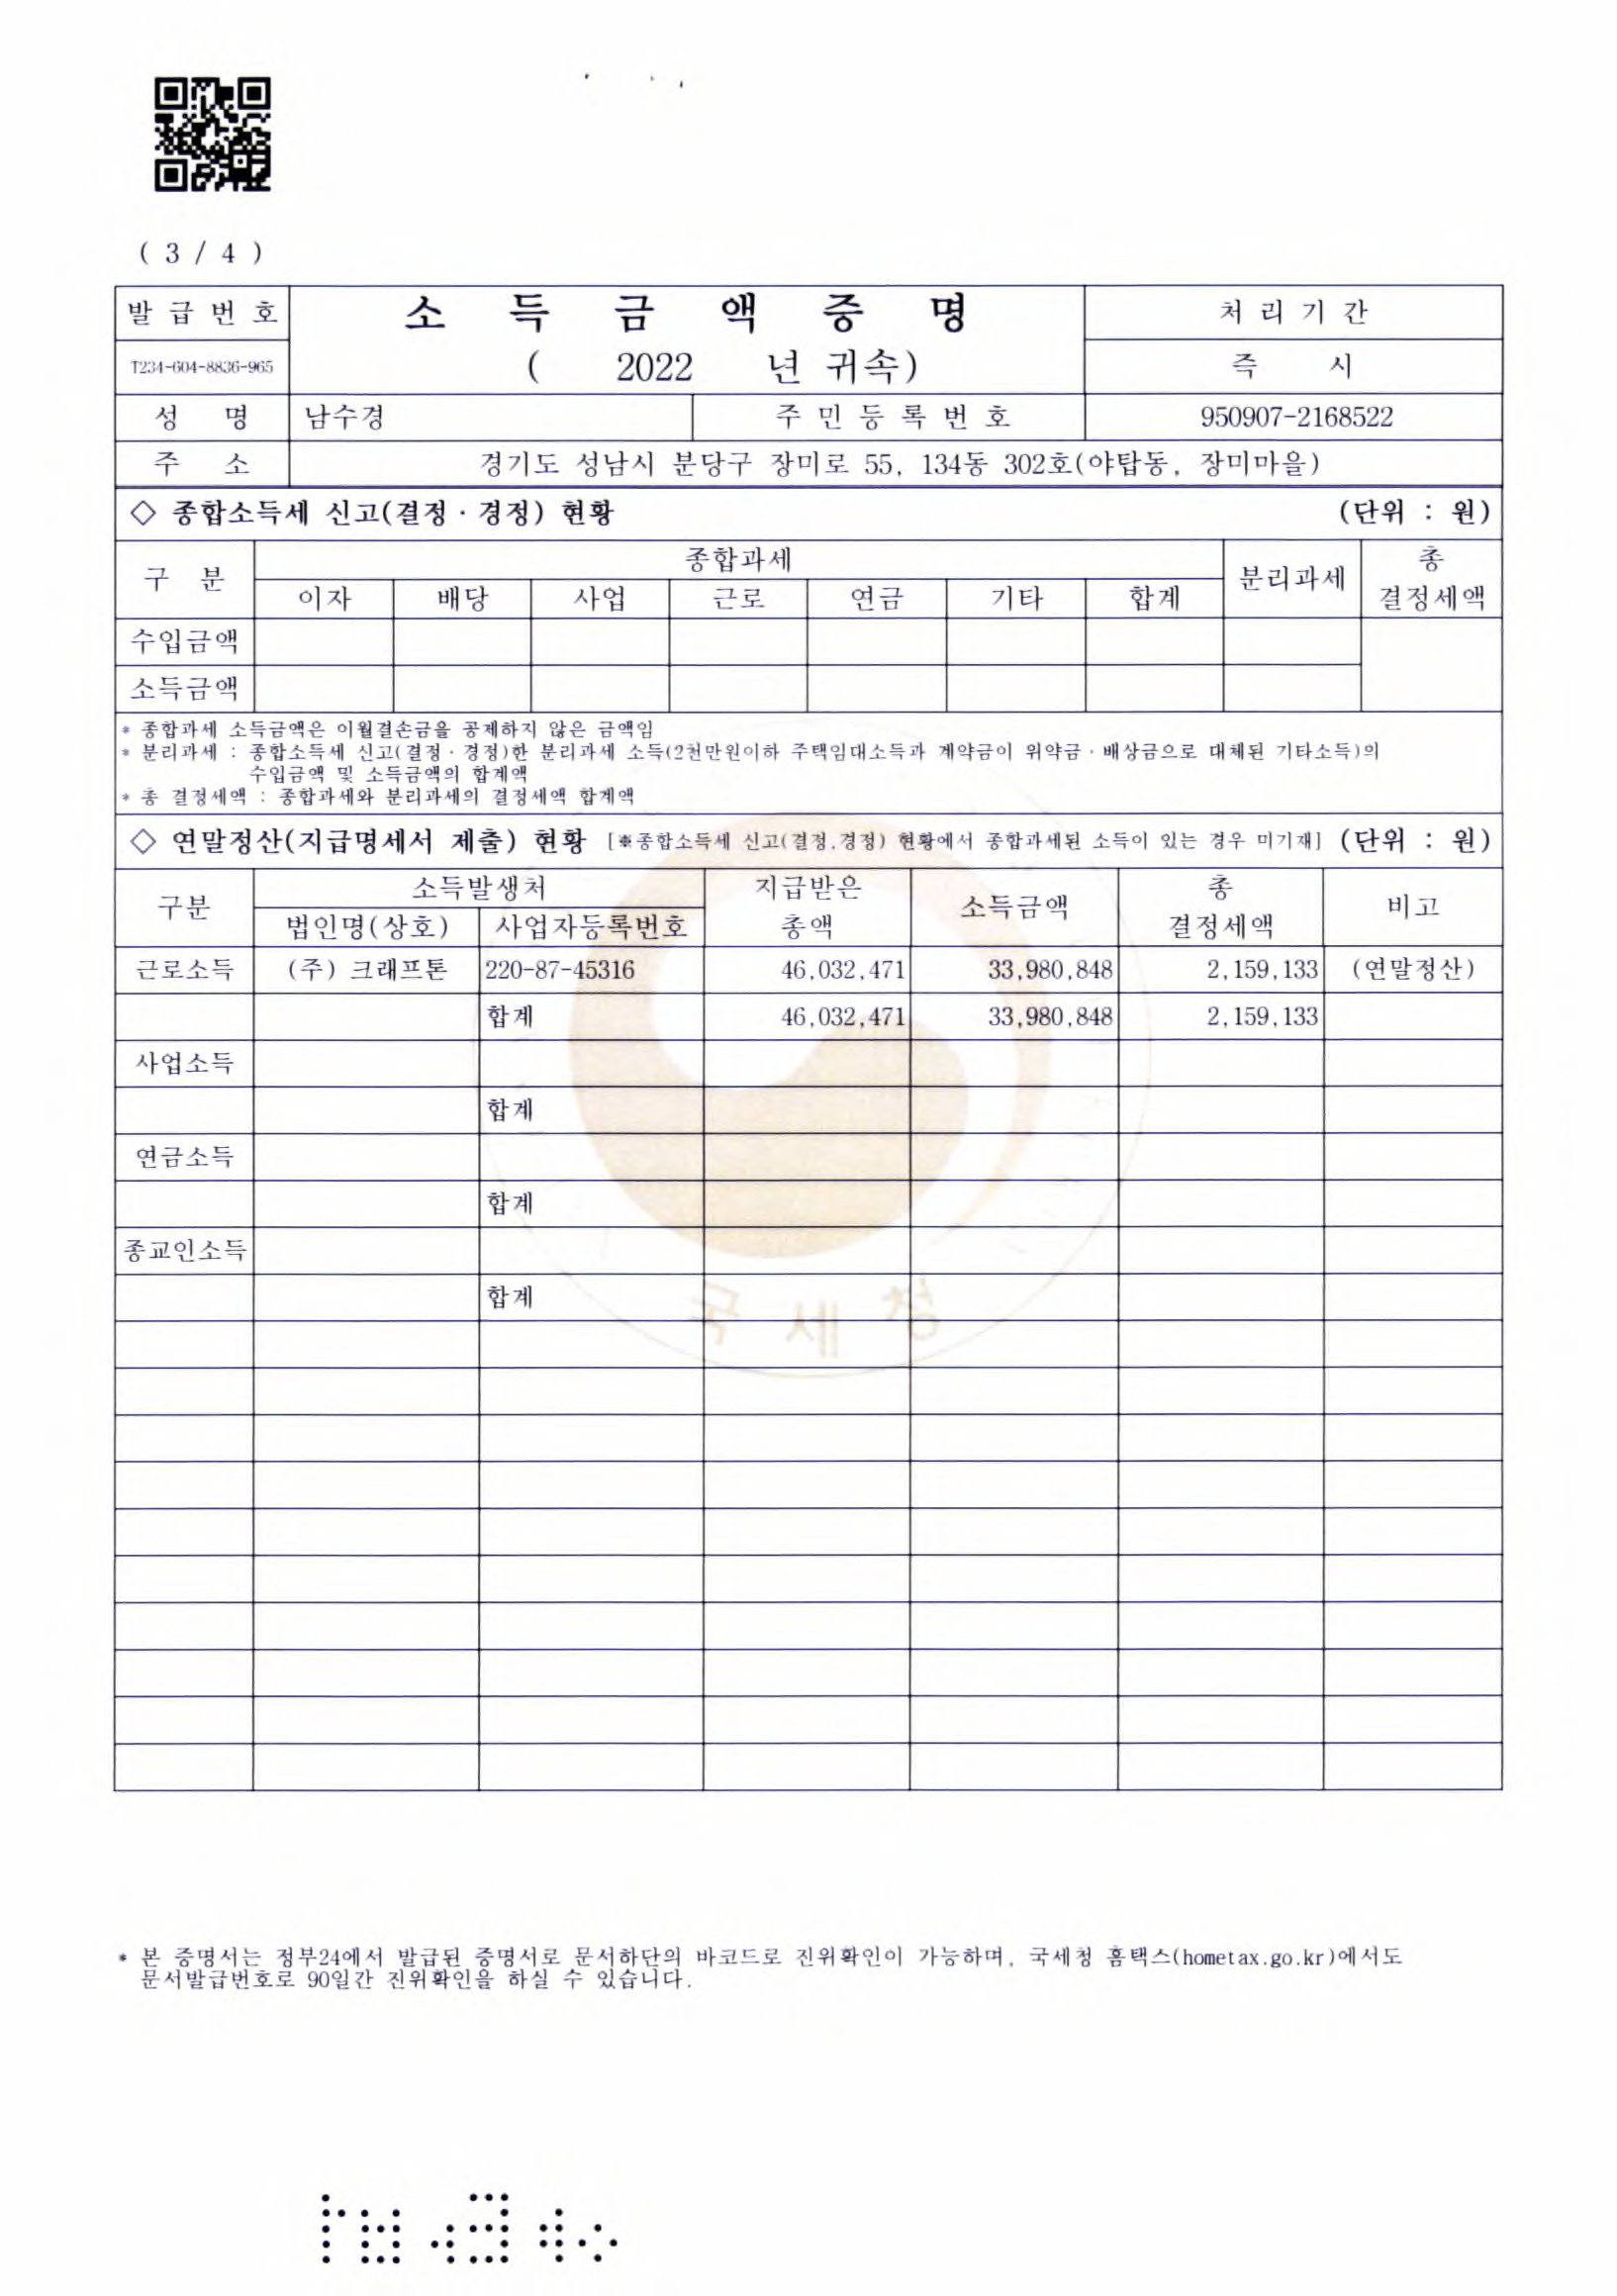 ( 3 / 4 )
발 급 번 호
소 득 금 액 증 명
처 리 기 간
T234-604-8836-965
( 2022 년 귀속)
즉 시
성 명 남수경 주 민 등 록 번 호 950907-2168522
주 소 경기도 성남시 분당구 장미로 55, 134동 302호(야탑동, 장미마을)
◇ 종합소득세 신고(결정 · 경정) 현황 (단위 : 원)
구 분 종합과세 분리과세 총 결정세액
이자 배당 사업 근로 연금 기타 합계
수입금액
소득금액
* 종합과세 소득금액은 이월결손금을 공제하지 않은 금액임
* 분리과세 : 종합소득세 신고(결정 · 경정)한 분리과세 소득(2천만원이하 주택임대소득과 계약금이 위약금 · 배상금으로 대체된 기타소득)의
수입금액 및 소득금액의 합계액
* 총 결정세액 : 종합과세와 분리과세의 결정세액 합계액
◇ 연말정산(지급명세서 제출) 현황 [※종합소득세 신고(결정,경정) 현황에서 종합과세된 소득이 있는 경우 미기재] (단위 : 원)
구분 소득발생처 지급받은 총액 소득금액 총 결정세액 비고
법인명(상호) 사업자등록번호
근로소득 (주) 크래프톤 220-87-45316 46,032,471 33,980,848 2,159,133 (연말정산)
합계 46,032,471 33,980,848 2,159,133
사업소득
합계
연금소득
합계
종교인소득
합계
국 세 청
* 본 증명서는 정부24에서 발급된 증명서로 문서하단의 바코드로 진위확인이 가능하며, 국세청 홈택스(hometax.go.kr)에서도
문서발급번호로 90일간 진위확인을 하실 수 있습니다.